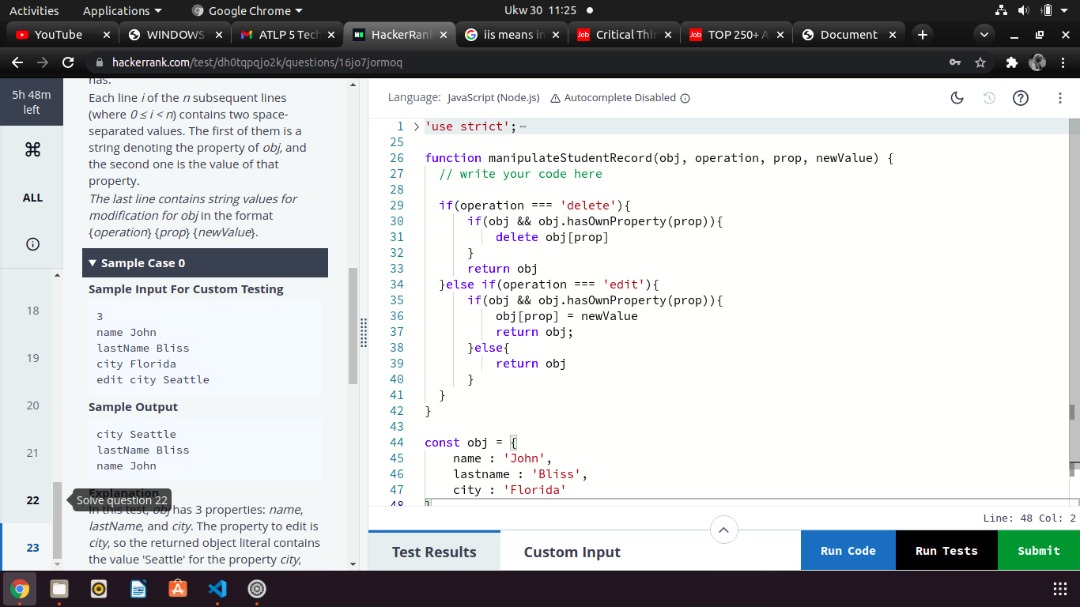 Activities Applications Google Chrome Ukw 30 11:25
YouTube WINDOWS ATLP 5 Tech HackerRank iis means in Critical Thin TOP 250+ A Document
hackerrank.com/test/dh0tqpqjo2k/questions/16jo7jormoq
5h 48m
left
ALL
18
19
20
21
22
23
Solve question 22
has.
Each line i of the n subsequent lines
(where 0 ≤ i < n) contains two space-
separated values. The first of them is a
string denoting the property of obj, and
the second one is the value of that
property.
The last line contains string values for
modification for obj in the format
{operation} {prop} {newValue}.
▼ Sample Case 0
Sample Input For Custom Testing
3
name John
lastName Bliss
city Florida
edit city Seattle
Sample Output
city Seattle
lastName Bliss
name John
Explanation
In this test, obj has 3 properties: name,
lastName, and city. The property to edit is
city, so the returned object literal contains
the value 'Seattle' for the property city,
Language: JavaScript (Node.js) Autocomplete Disabled
1 'use strict';
25
26 function manipulateStudentRecord(obj, operation, prop, newValue) {
27 // write your code here
28
29 if(operation === 'delete'){
30 if(obj && obj.hasOwnProperty(prop)){
31 delete obj[prop]
32 }
33 return obj
34 }else if(operation === 'edit'){
35 if(obj && obj.hasOwnProperty(prop)){
36 obj[prop] = newValue
37 return obj;
38 }else{
39 return obj
40 }
41 }
42 }
43
44 const obj = {
45 name : 'John',
46 lastname : 'Bliss',
47 city : 'Florida'
48 }
Line: 48 Col: 2
Test Results Custom Input Run Code Run Tests Submit